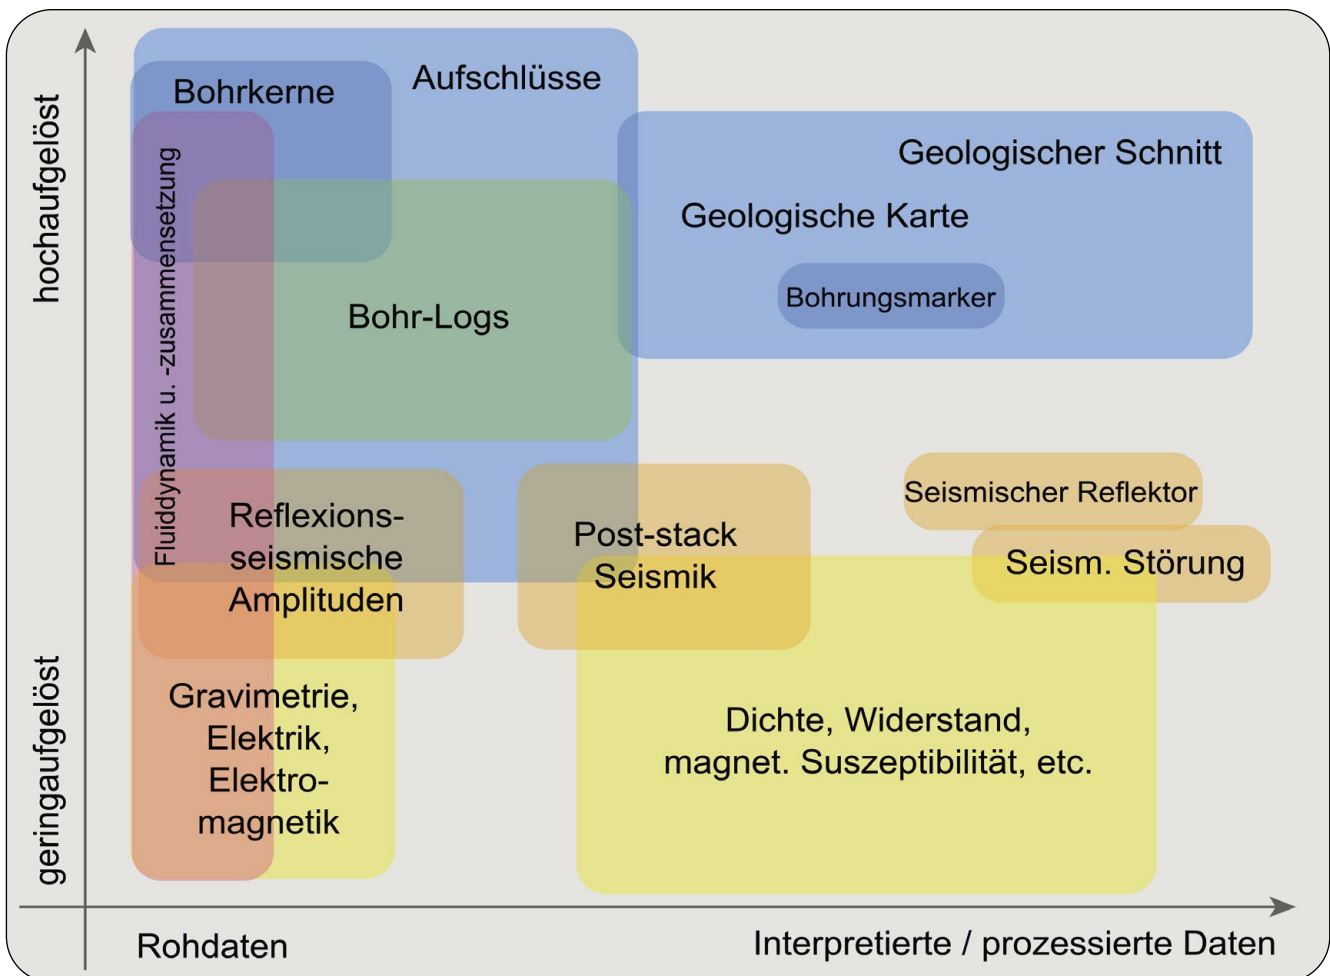 hochaufgelöst
geringaufgelöst
Bohrkerne
Aufschlüsse
Fluiddynamik u. -zusammensetzung
Geologischer Schnitt
Geologische Karte
Bohrungsmarker
Bohr-Logs
Seismischer Reflektor
Seism. Störung
Reflexions-
seismische
Amplituden
Post-stack
Seismik
Gravimetrie,
Elektrik,
Elektro-
magnetik
Dichte, Widerstand,
magnet. Suszeptibilität, etc.
Rohdaten
Interpretierte / prozessierte Daten